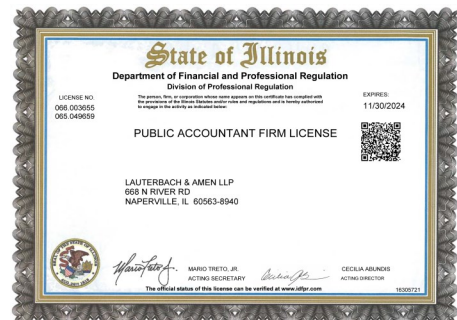 State of Illinois
Department of Financial and Professional Regulation
Division of Professional Regulation
LICENSE NO.
066.003655
065.049659
The person, firm, or corporation whose name appears on this certificate has complied with
the provisions of the Illinois Statutes and/or rules and regulations and is hereby authorized
to engage in the activity as indicated below:
EXPIRES:
11/30/2024
PUBLIC ACCOUNTANT FIRM LICENSE
LAUTERBACH & AMEN LLP
668 N RIVER RD
NAPERVILLE, IL 60563-8940
MARIO TRETO, JR.
ACTING SECRETARY
CECILIA ABUNDIS
ACTING DIRECTOR
The official status of this license can be verified at www.idfpr.com
16305721